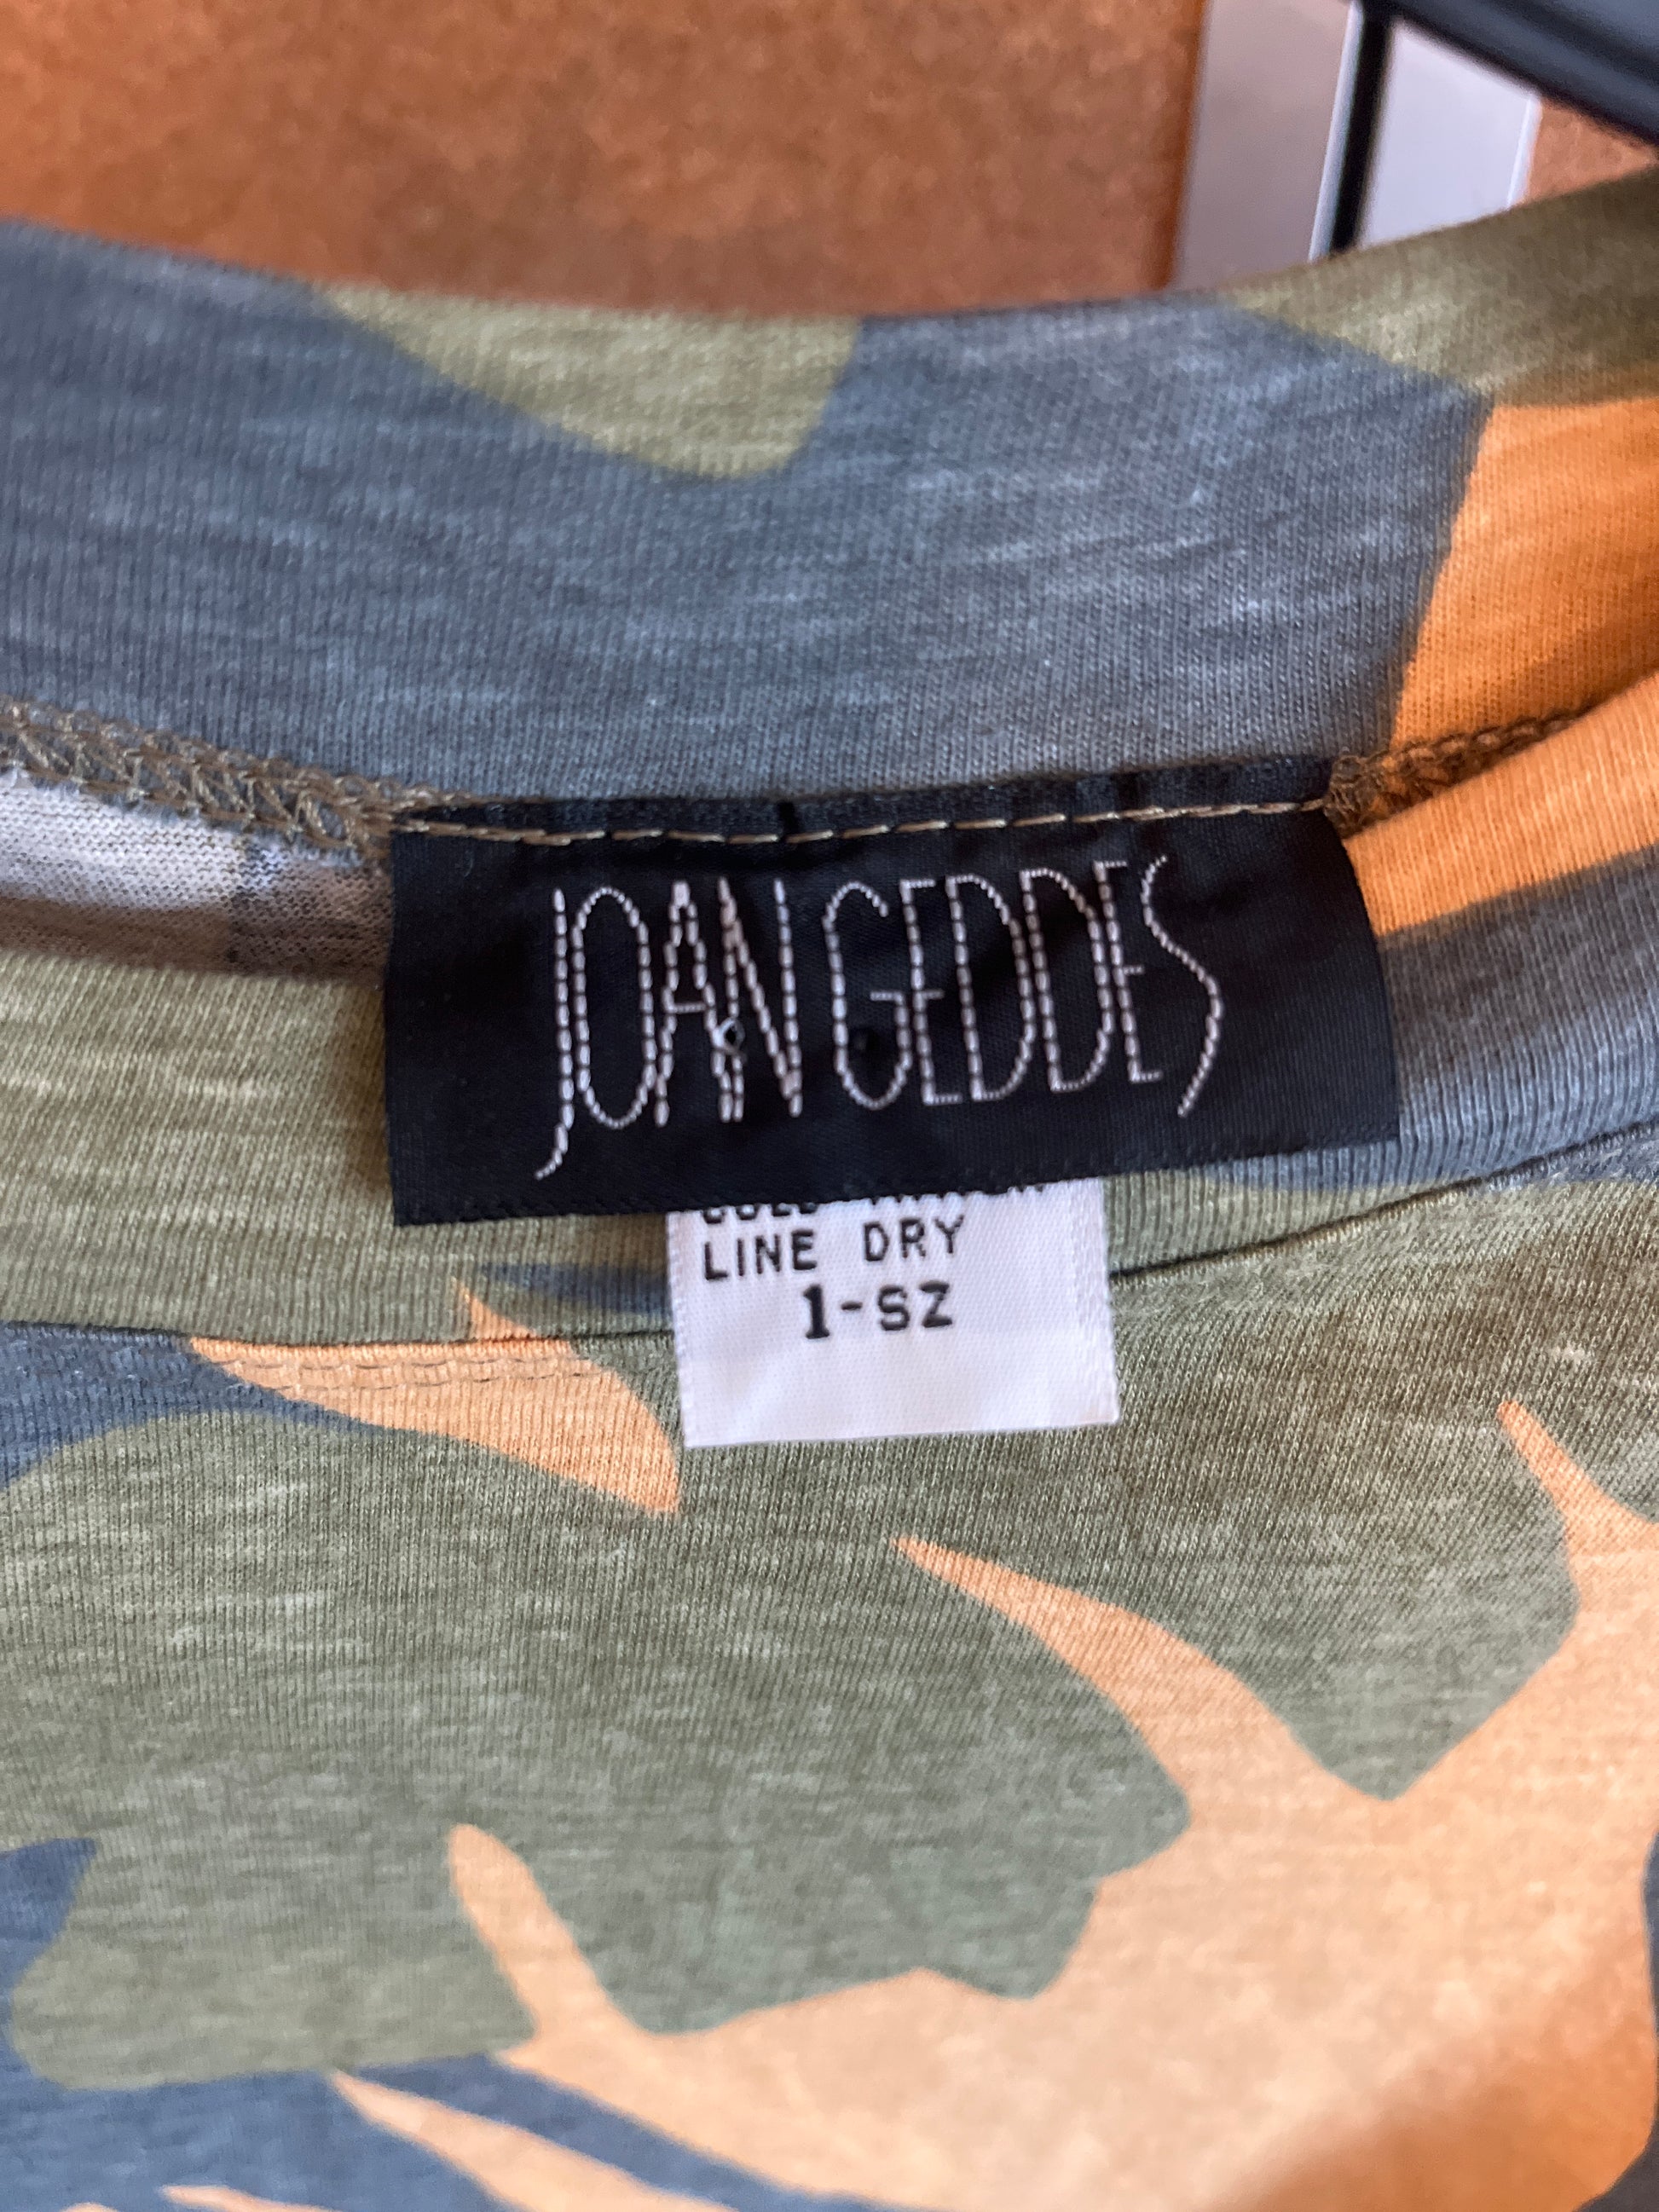 JOAN GEDDES
LINE DRY
1-SZ